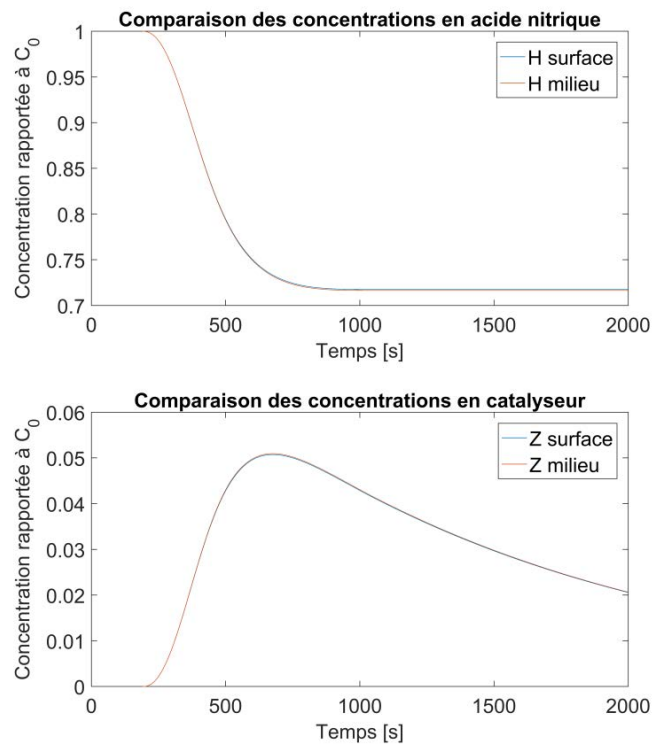 Comparaison des concentrations en acide nitrique
Concentration rapportée à C0
1
0.95
0.9
0.85
0.8
0.75
0.7
H surface
H milieu
0 500 1000 1500 2000
Temps [s]
Comparaison des concentrations en catalyseur
Concentration rapportée à C0
0.06
0.05
0.04
0.03
0.02
0.01
0
Z surface
Z milieu
0 500 1000 1500 2000
Temps [s]